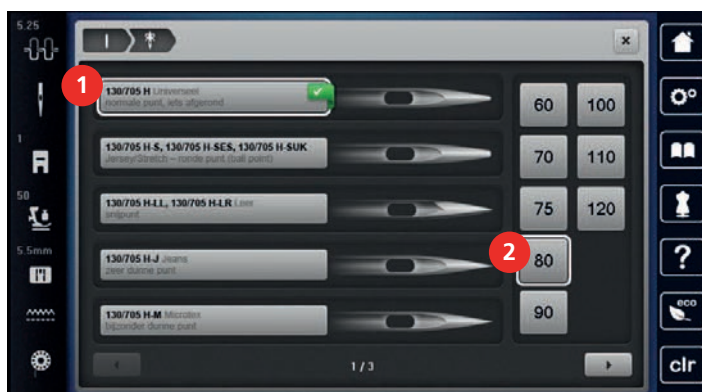 5.25
1
50
5.5mm
1
130/705 H Universeel
normale punt, iets afgerond
130/705 H-S, 130/705 H-SES, 130/705 H-SUK
Jersey/Stretch – ronde punt (ball point)
130/705 H-LL, 130/705 H-LR Leer
snijpunt
130/705 H-J Jeans
zeer dunne punt
130/705 H-M Microtex
bijzonder dunne punt
1 / 3
60 100
70 110
75 120
2
80
90
?
eco
clr